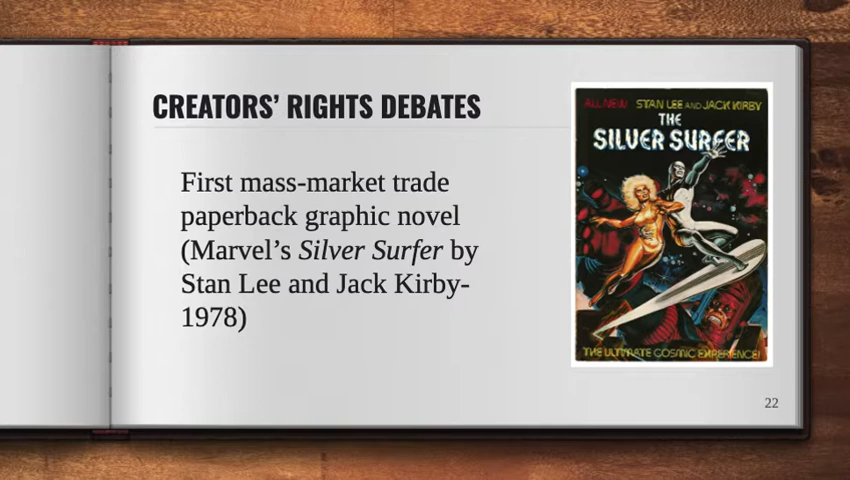 CREATORS’ RIGHTS DEBATES
First mass-market trade
paperback graphic novel
(Marvel’s Silver Surfer by
Stan Lee and Jack Kirby-
1978)
ALL NEW STAN LEE AND JACK KIRBY
THE
SILVER SURFER
THE ULTIMATE COSMIC EXPERIENCE!
22